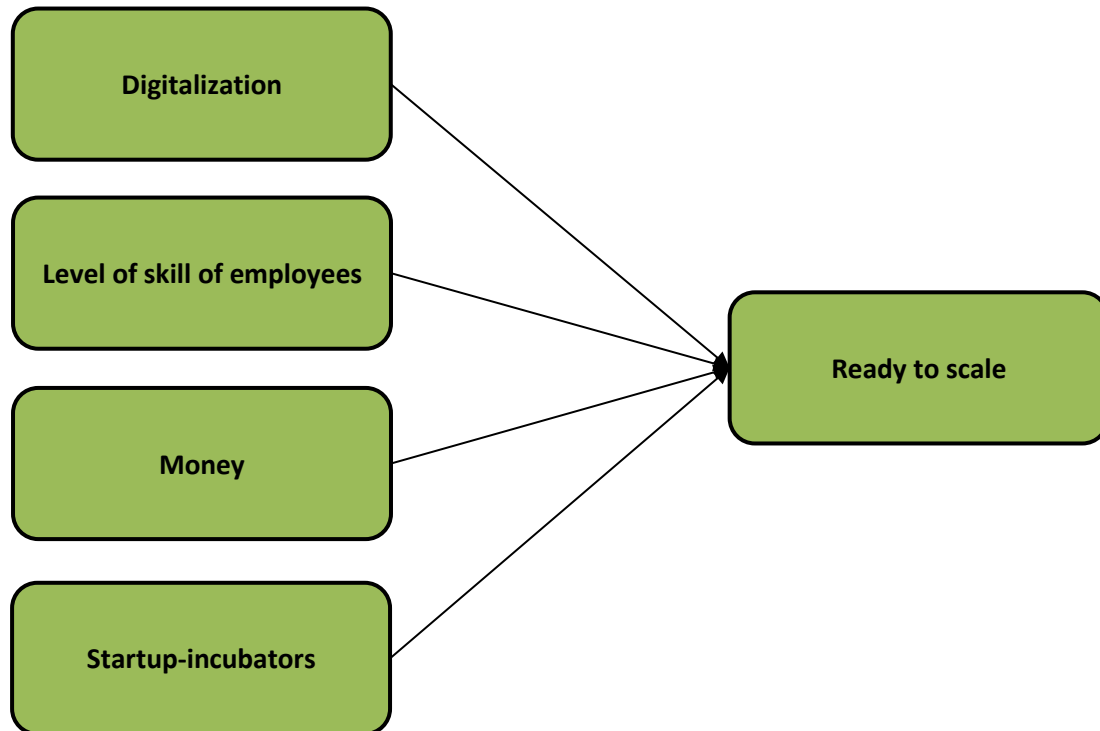 Digitalization
Level of skill of employees
Ready to scale
Money
Startup-incubators